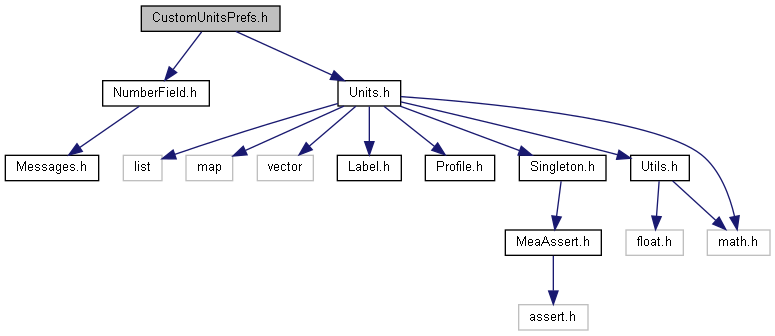 CustomUnitsPrefs.h
NumberField.h
Units.h
Messages.h
list
map
vector
Label.h
Profile.h
Singleton.h
Utils.h
MeaAssert.h
float.h
math.h
assert.h